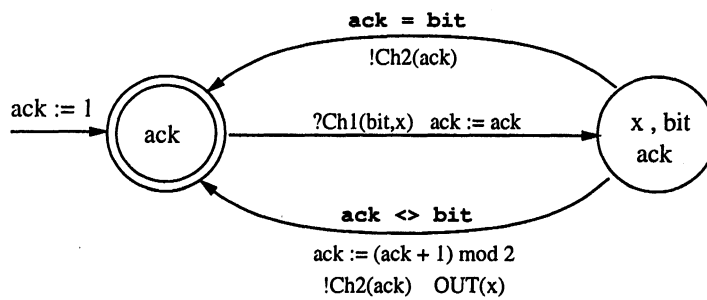 ack = bit
!Ch2(ack)
ack := 1
ack
?Ch1(bit,x) ack := ack
x , bit
ack
ack <> bit
ack := (ack + 1) mod 2
!Ch2(ack) OUT(x)